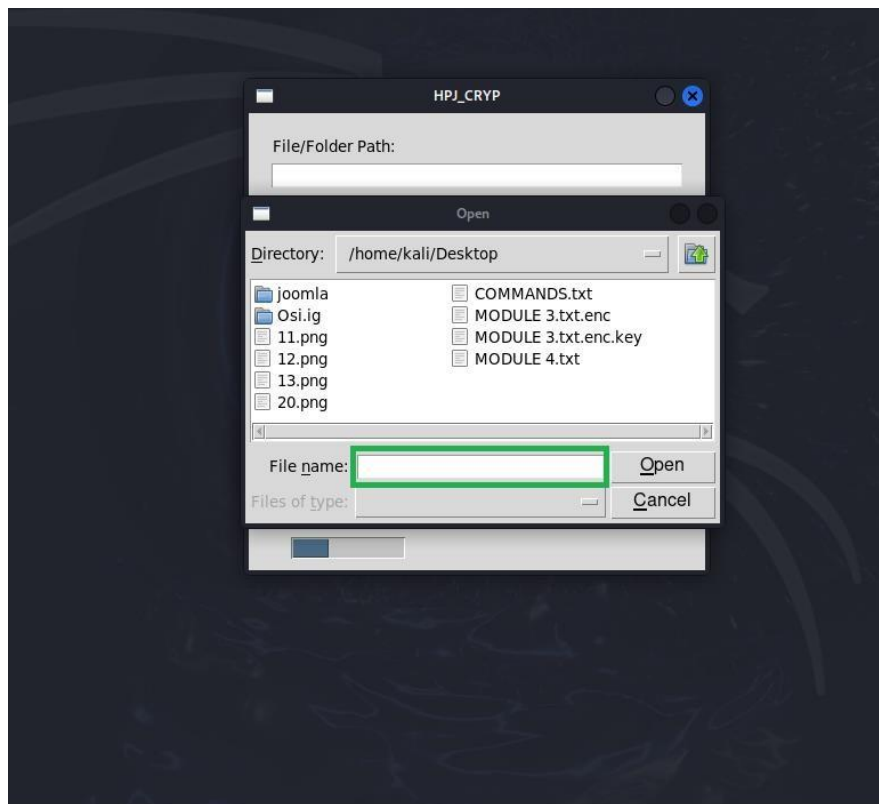 HPJ_CRYP
File/Folder Path:
Open
Directory: /home/kali/Desktop
joomla
Osi.ig
11.png
12.png
13.png
20.png
COMMANDS.txt
MODULE 3.txt.enc
MODULE 3.txt.enc.key
MODULE 4.txt
File name: Open
Files of type: Cancel